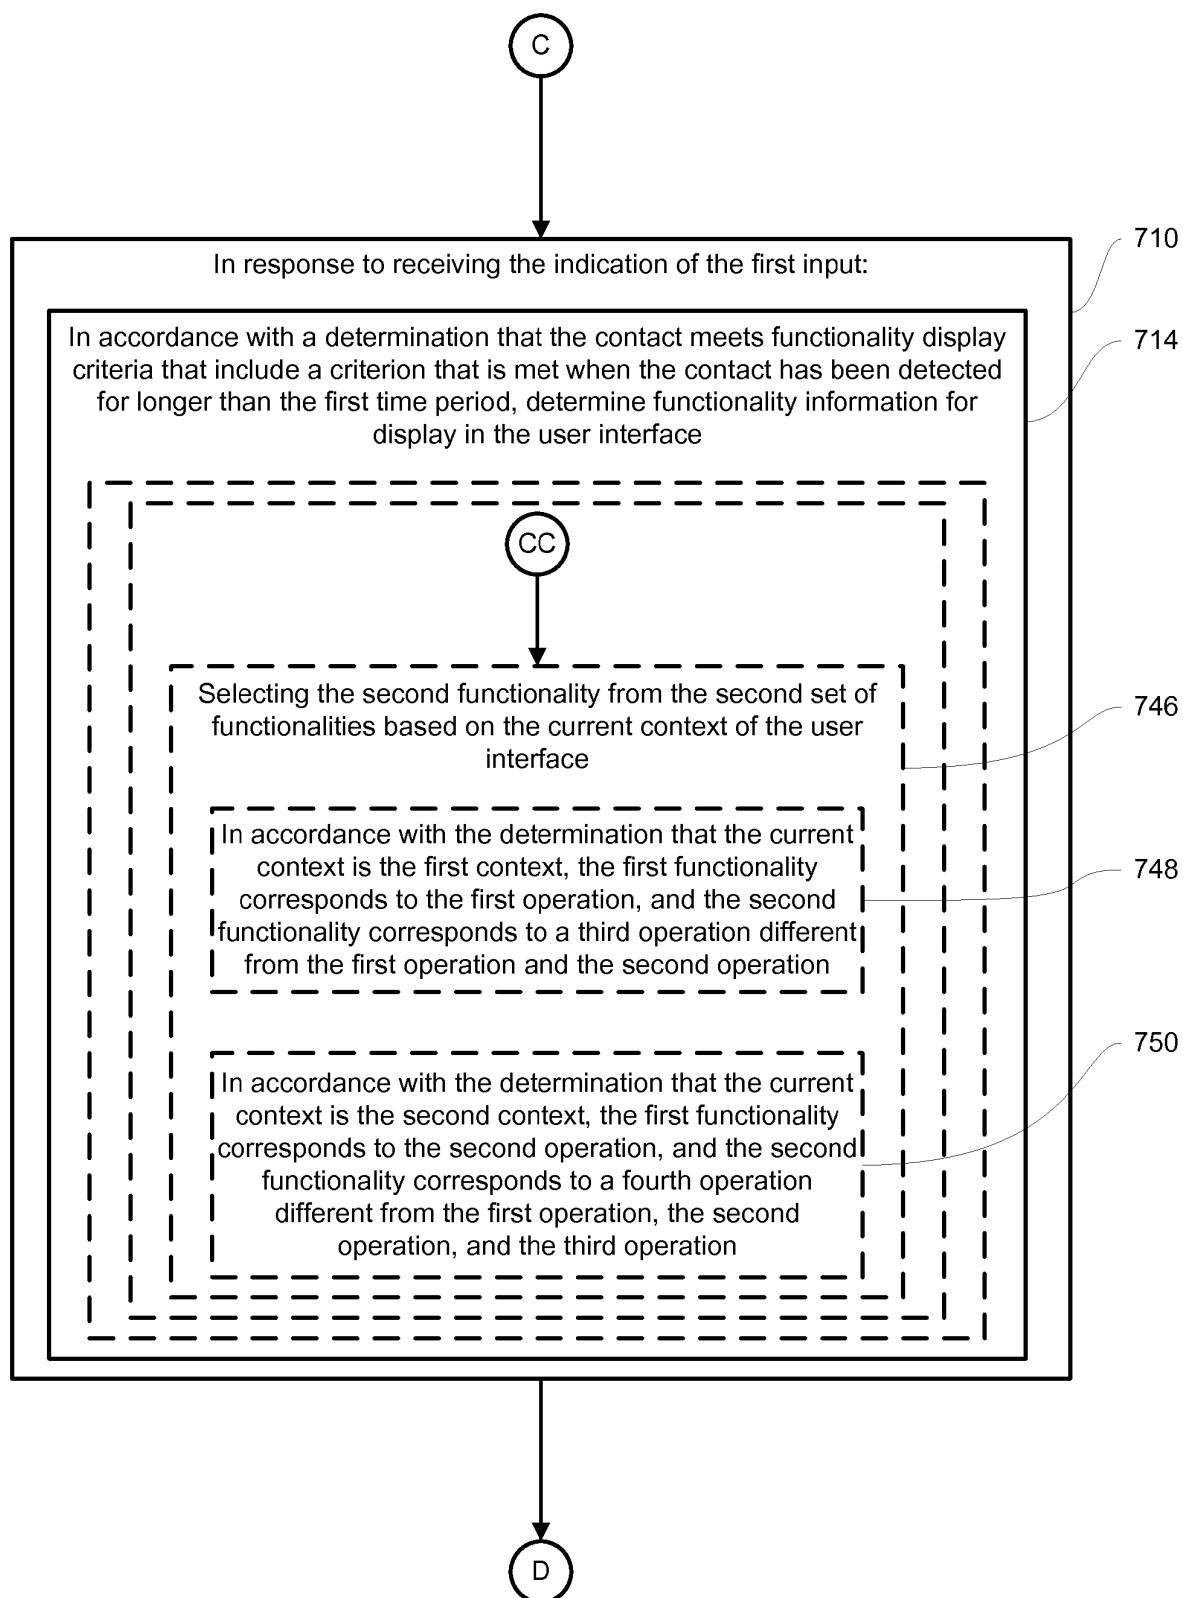 C
In response to receiving the indication of the first input:
710
In accordance with a determination that the contact meets functionality display
criteria that include a criterion that is met when the contact has been detected
for longer than the first time period, determine functionality information for
display in the user interface
714
CC
Selecting the second functionality from the second set of
functionalities based on the current context of the user
interface
746
In accordance with the determination that the current
context is the first context, the first functionality
corresponds to the first operation, and the second
functionality corresponds to a third operation different
from the first operation and the second operation
748
In accordance with the determination that the current
context is the second context, the first functionality
corresponds to the second operation, and the second
functionality corresponds to a fourth operation
different from the first operation, the second
operation, and the third operation
750
D